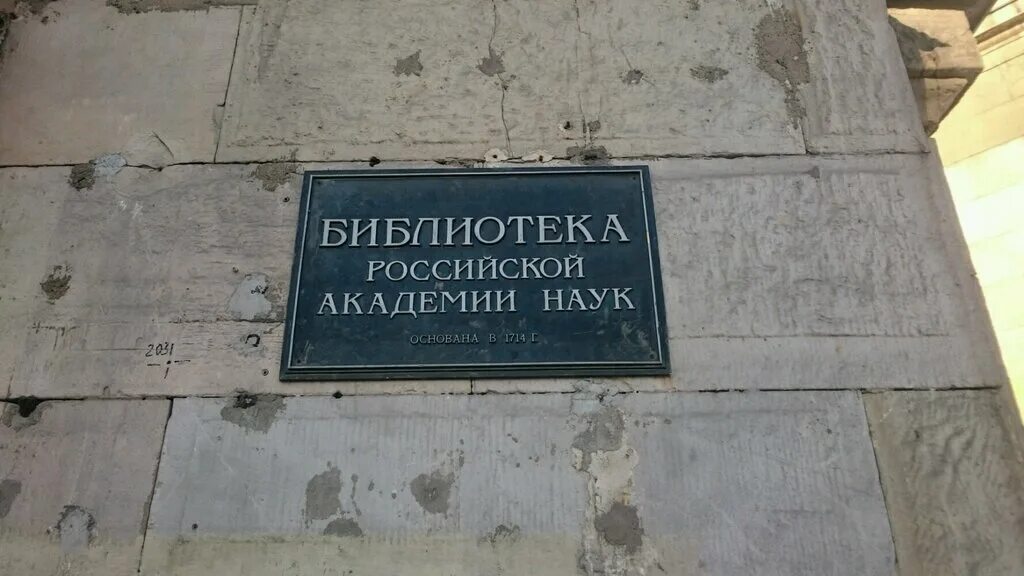 БИБЛИОТЕКА
РОССИЙСКОЙ
АКАДЕМИИ НАУК
ОСНОВАНА В 1714 Г.
2031